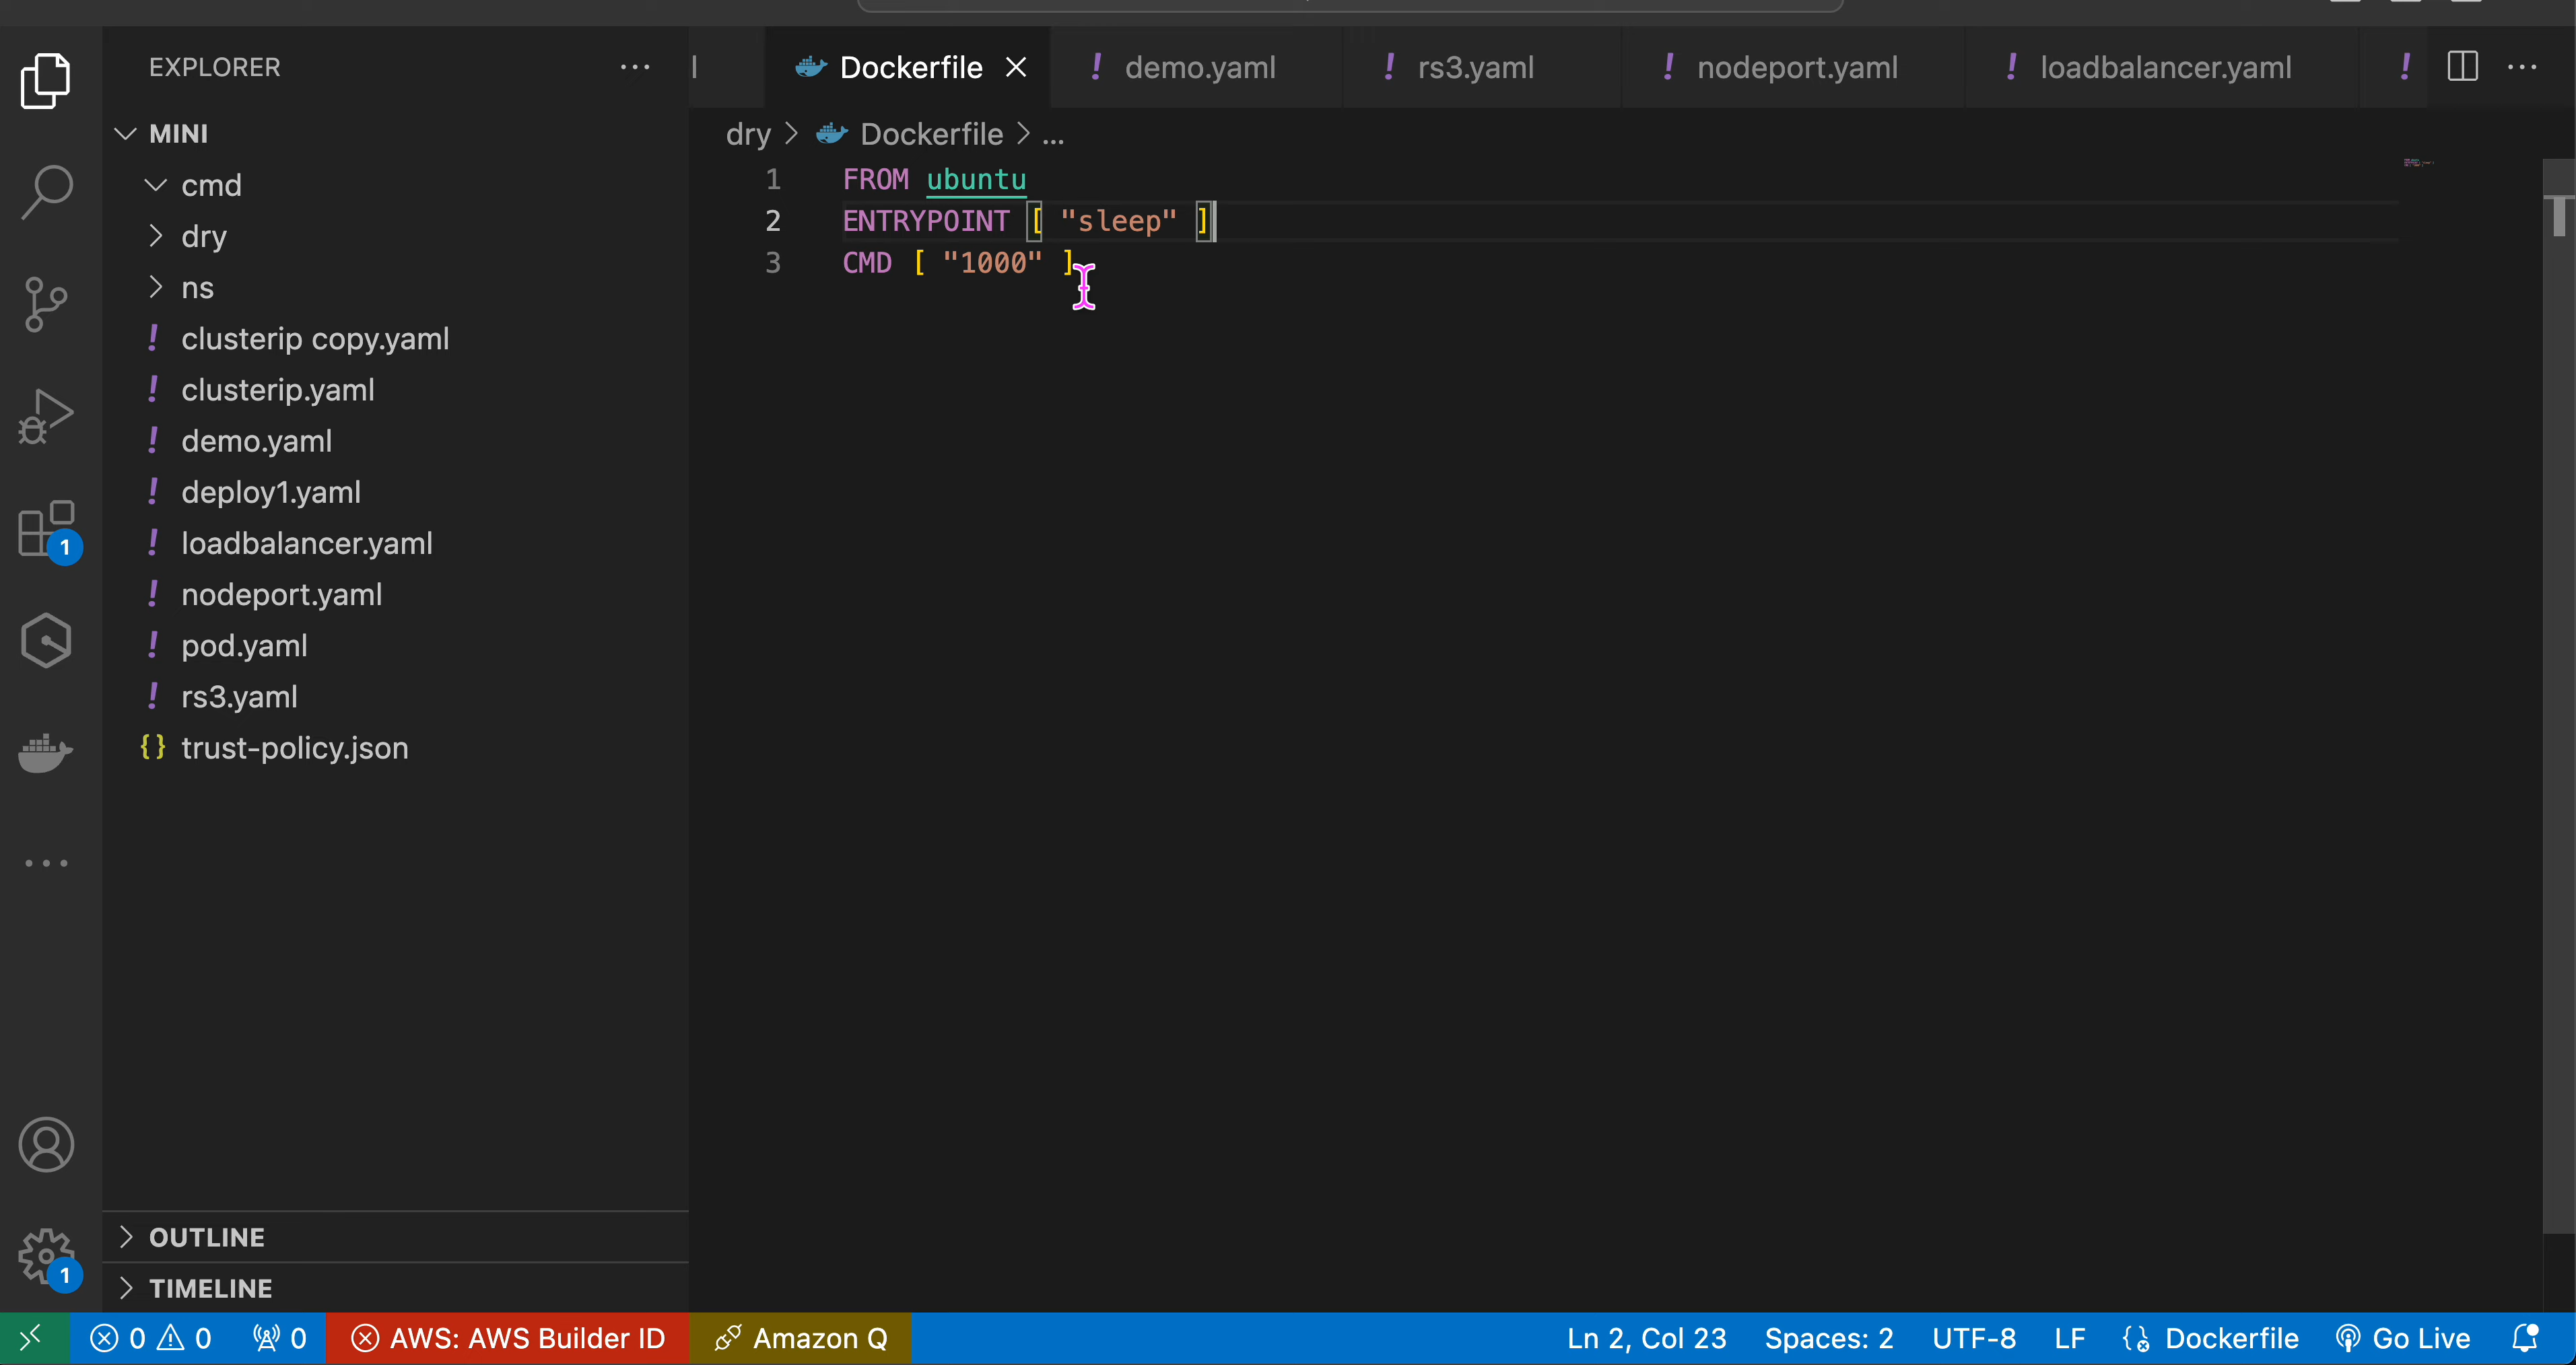 EXPLORER
MINI
cmd
dry
ns
clusterip copy.yaml
clusterip.yaml
demo.yaml
deploy1.yaml
loadbalancer.yaml
nodeport.yaml
pod.yaml
rs3.yaml
trust-policy.json
OUTLINE
TIMELINE
Dockerfile demo.yaml rs3.yaml nodeport.yaml loadbalancer.yaml
dry > Dockerfile > ...
1 FROM ubuntu
2 ENTRYPOINT [ "sleep" ]
3 CMD [ "1000" ]
1
1
0 0 0 AWS: AWS Builder ID Amazon Q Ln 2, Col 23 Spaces: 2 UTF-8 LF Dockerfile Go Live